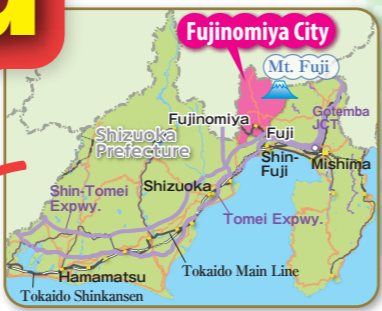 Fujinomiya City
Mt. Fuji
Gotemba
JCT
Fujinomiya
Fuji
Shizuoka
Prefecture
Shin-
Fuji
Mishima
Shin-Tomei
Expwy.
Shizuoka
Tomei Expwy.
Tokaido Main Line
Hamamatsu
Tokaido Shinkansen